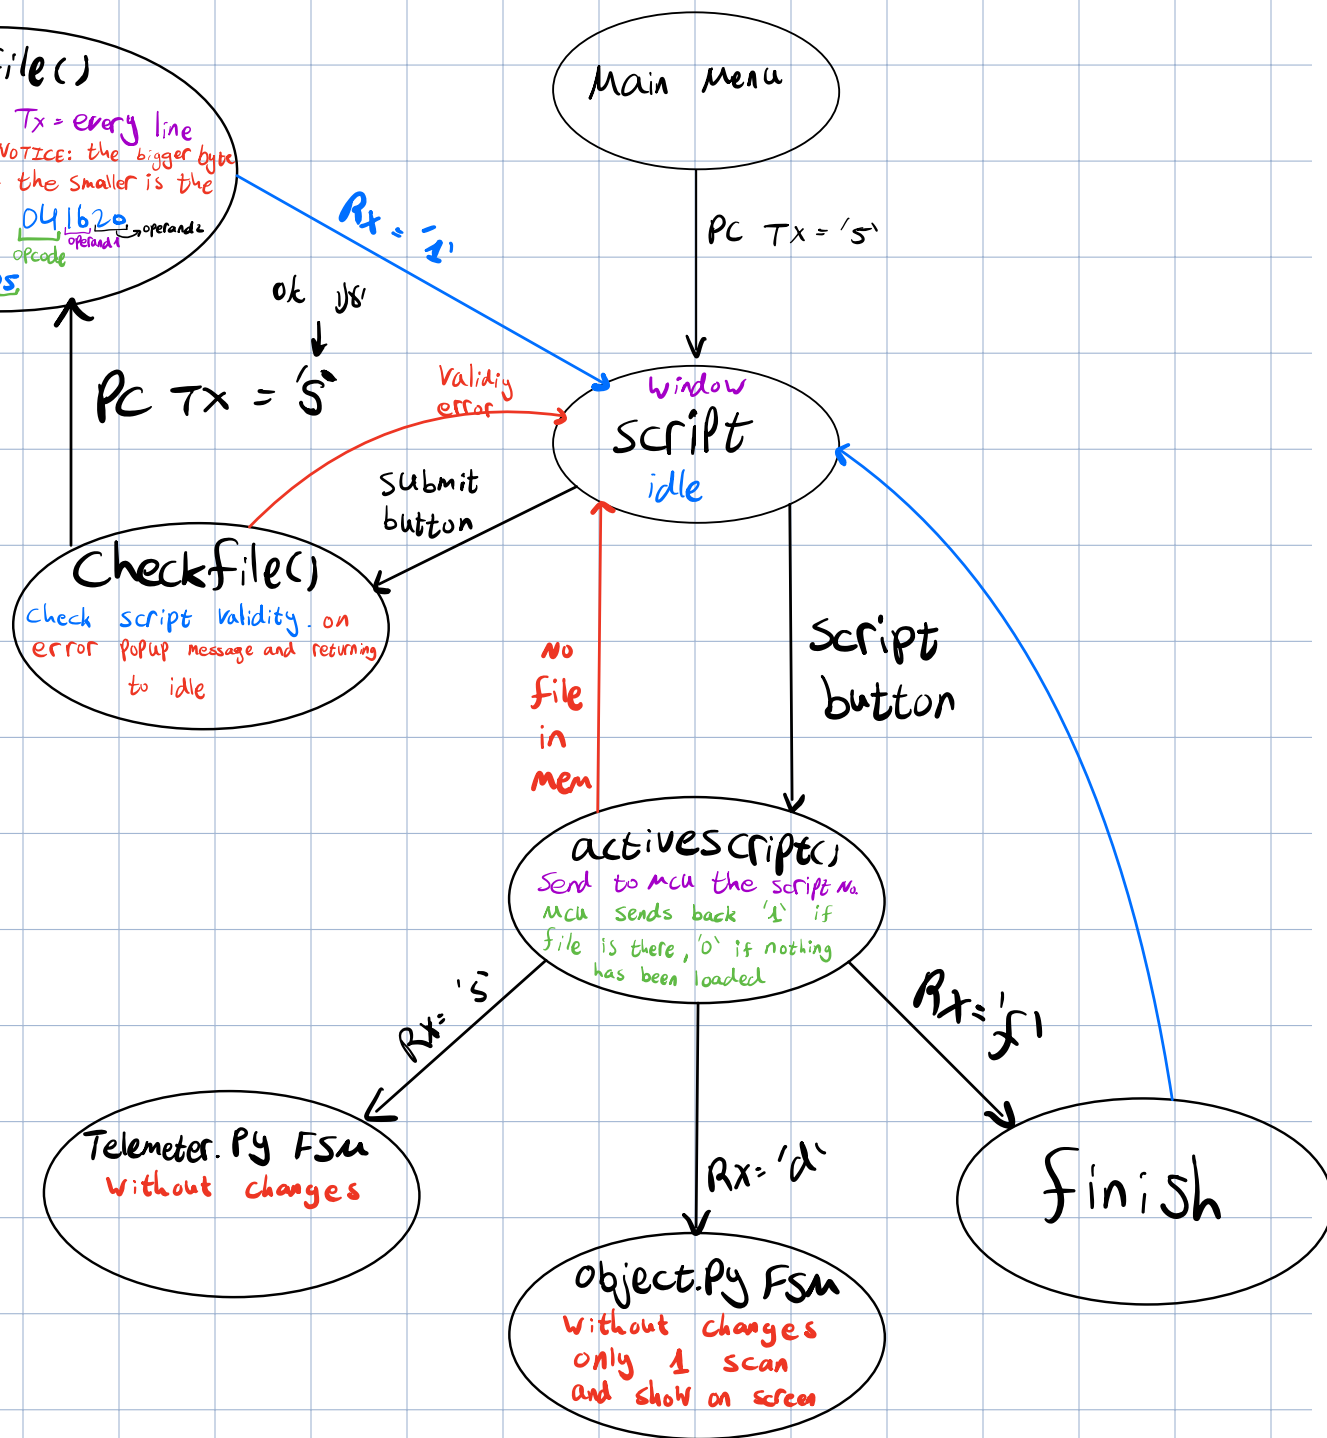 ile()
Tx = every line
NOTICE: the bigger byte
the smaller is the
04 16 20 → operand2
operand1
opcode
Rx = '1'
ok
PC Tx = 'S'
Main Menu
PC Tx = 'S'
Validiy
error
window
script
idle
submit
button
Checkfile()
Check script validity. on
error popup message and returning
to idle
No
file
in
mem
Script
button
activescript()
Send to MCU the script No.
MCU sends back '1' if
file is there, '0' if nothing
has been loaded
Rx = 'S
Rx = 'f'
Rx = 'd'
Telemeter.Py FSM
Without changes
object.Py FSM
Without changes
only 1 scan
and show on screen
finish